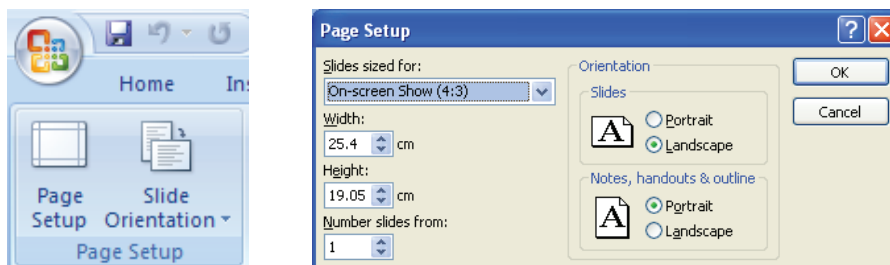 Home Ins
Page Setup
Slide Orientation
Page Setup
Page Setup
Slides sized for:
On-screen Show (4:3)
Width:
25.4 cm
Height:
19.05 cm
Number slides from:
1
Orientation
Slides
A
Portrait
Landscape
Notes, handouts & outline
A
Portrait
Landscape
OK
Cancel